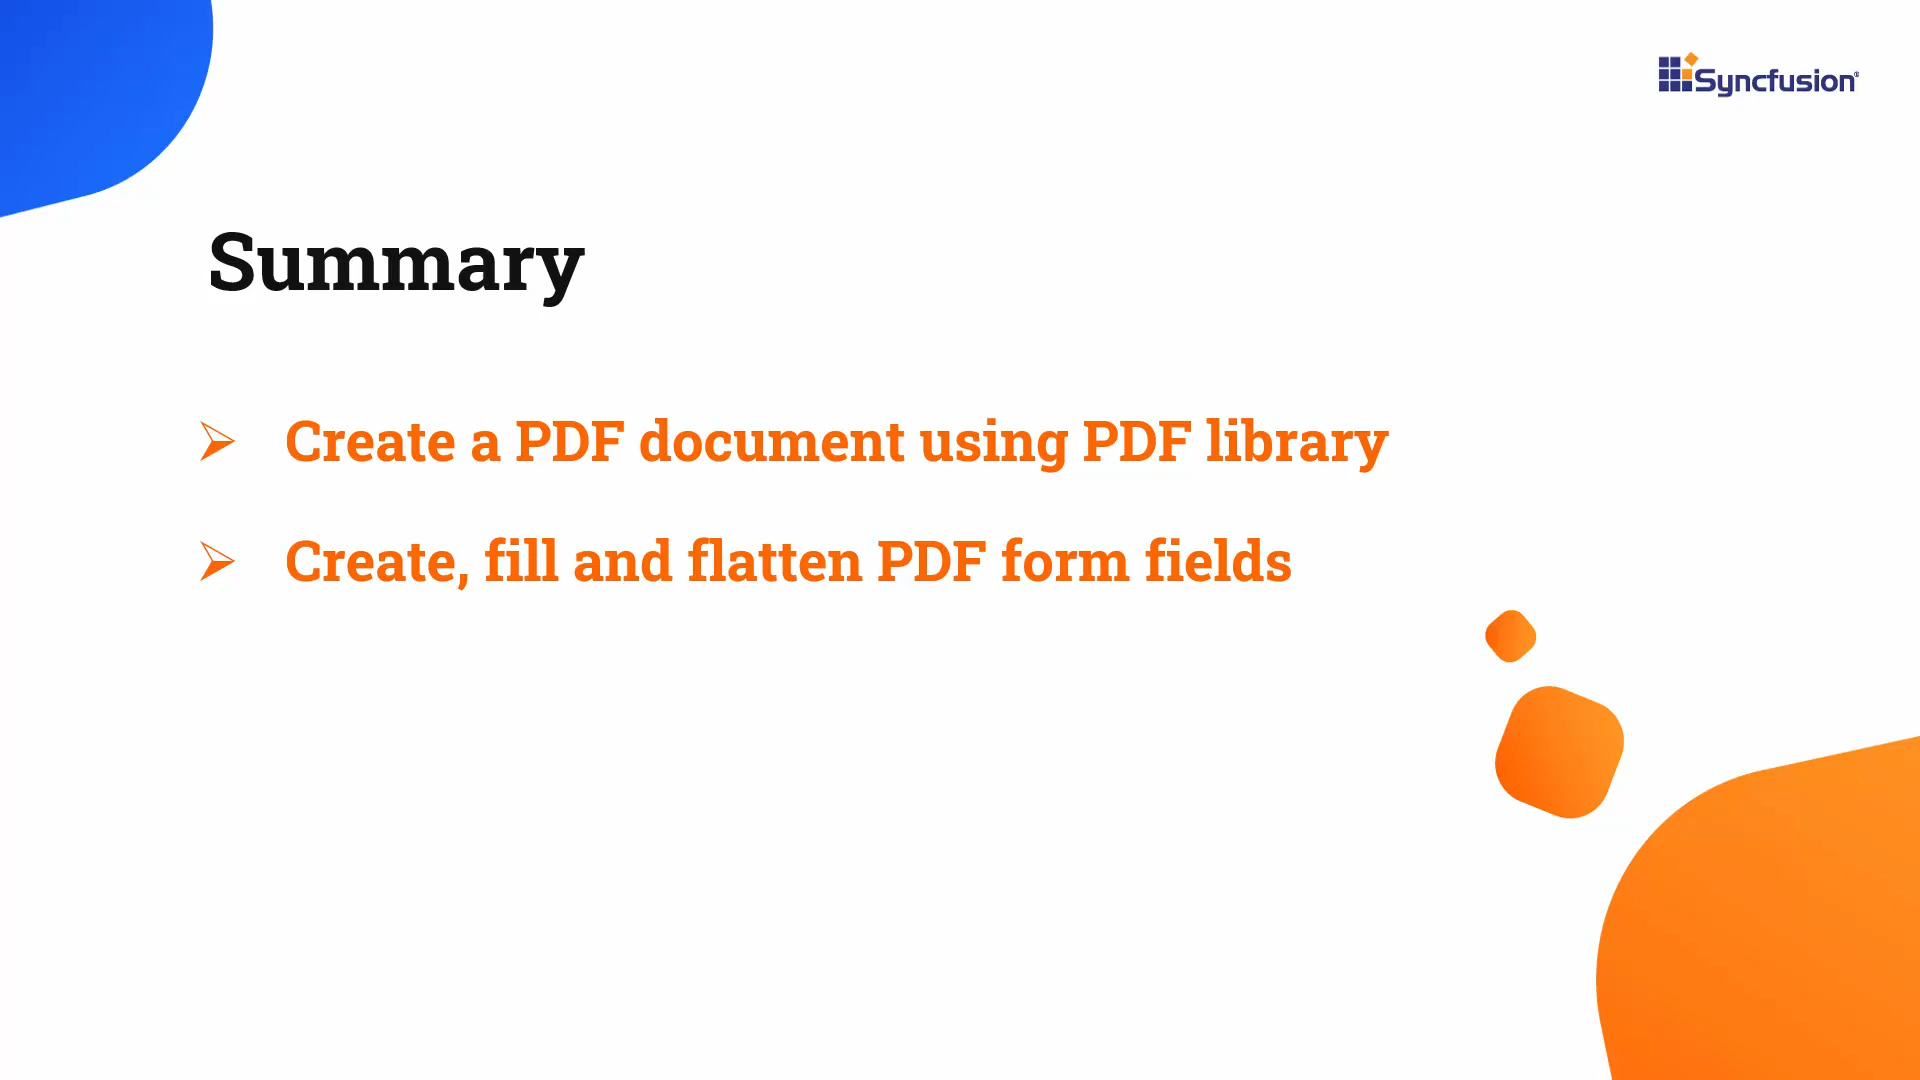 Syncfusion®
Summary
➢ Create a PDF document using PDF library
➢ Create, fill and flatten PDF form fields